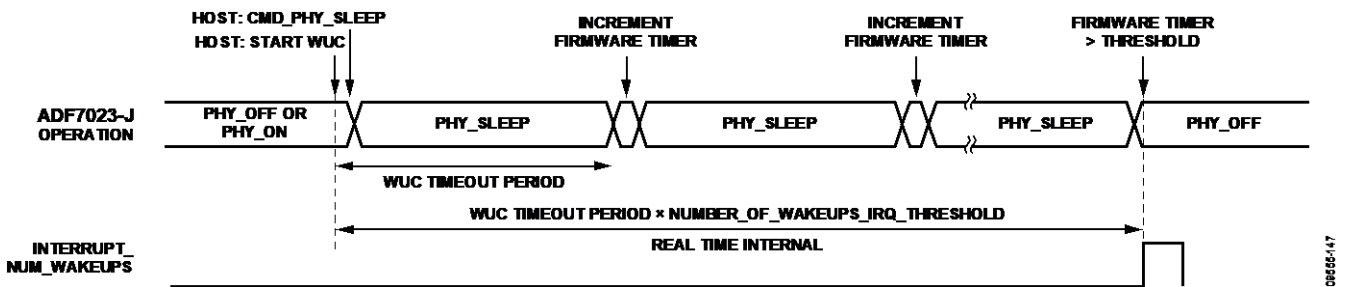 HOST: CMD_PHY_SLEEP
HOST: START WUC
INCREMENT
FIRMWARE TIMER
INCREMENT
FIRMWARE TIMER
FIRMWARE TIMER
> THRESHOLD
ADF7023-J
OPERATION
PHY_OFF OR
PHY_ON
PHY_SLEEP
PHY_SLEEP
PHY_SLEEP
PHY_OFF
WUC TIMEOUT PERIOD
WUC TIMEOUT PERIOD × NUMBER_OF_WAKEUPS_IRQ_THRESHOLD
REAL TIME INTERNAL
INTERRUPT_
NUM_WAKEUPS
09555-147